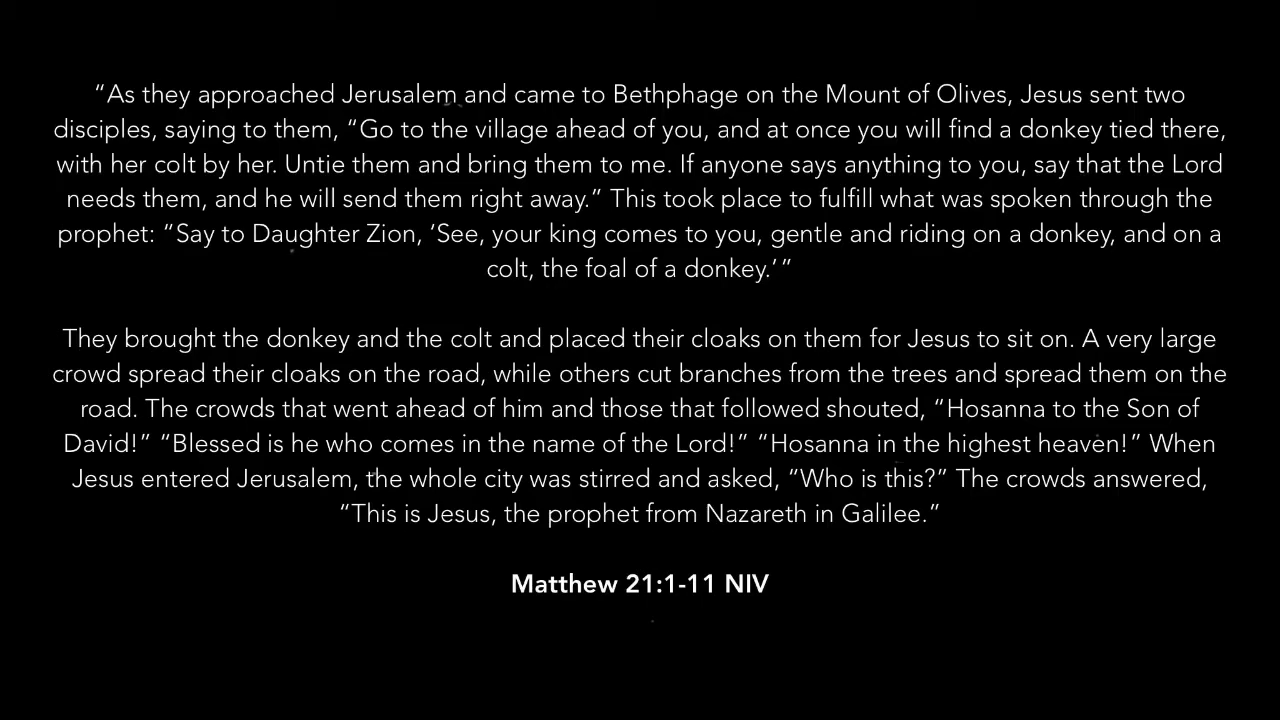 “As they approached Jerusalem and came to Bethphage on the Mount of Olives, Jesus sent two
disciples, saying to them, “Go to the village ahead of you, and at once you will find a donkey tied there,
with her colt by her. Untie them and bring them to me. If anyone says anything to you, say that the Lord
needs them, and he will send them right away.” This took place to fulfill what was spoken through the
prophet: “Say to Daughter Zion, ‘See, your king comes to you, gentle and riding on a donkey, and on a
colt, the foal of a donkey.’”
They brought the donkey and the colt and placed their cloaks on them for Jesus to sit on. A very large
crowd spread their cloaks on the road, while others cut branches from the trees and spread them on the
road. The crowds that went ahead of him and those that followed shouted, “Hosanna to the Son of
David!” “Blessed is he who comes in the name of the Lord!” “Hosanna in the highest heaven!” When
Jesus entered Jerusalem, the whole city was stirred and asked, “Who is this?” The crowds answered,
“This is Jesus, the prophet from Nazareth in Galilee.”
Matthew 21:1-11 NIV